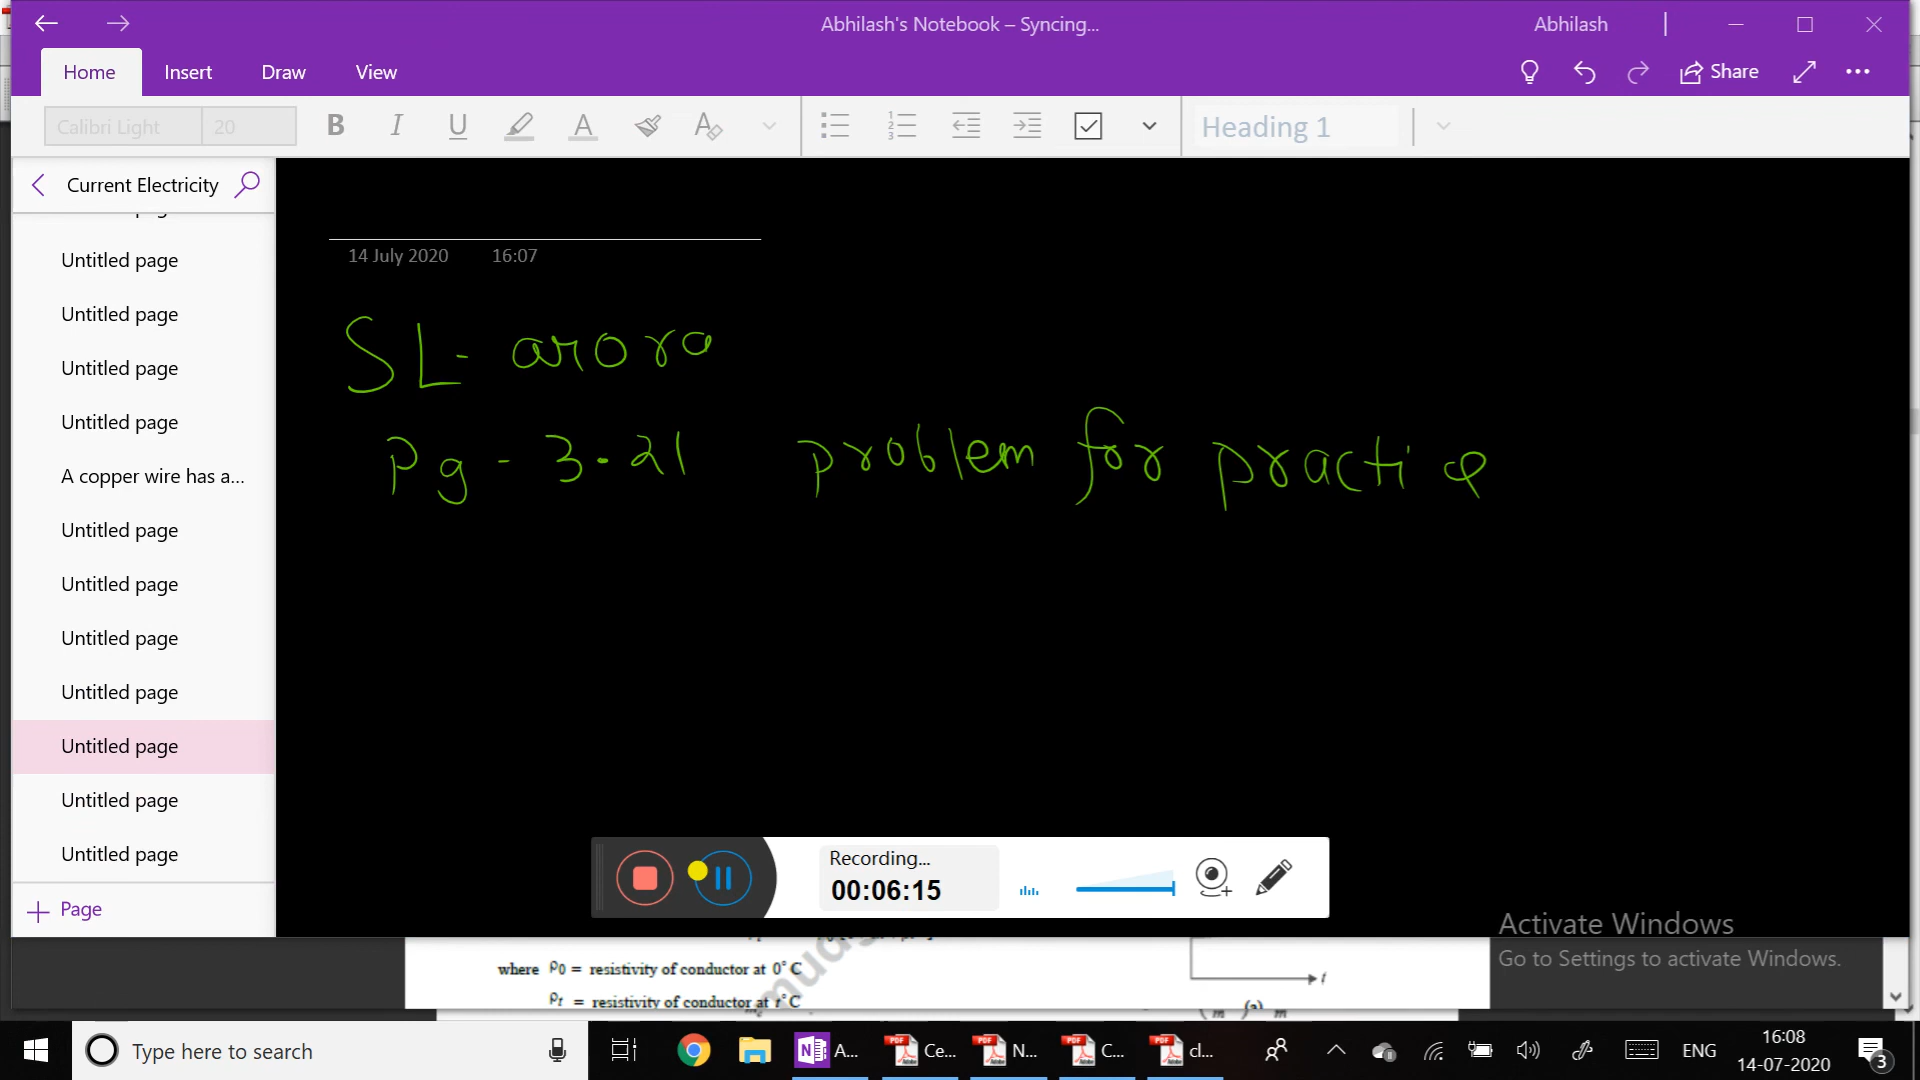 Abhilash's Notebook – Syncing...
Abhilash
Home Insert Draw View
Share
Calibri Light 20
B I U A A
Heading 1
Current Electricity
Untitled page
Untitled page
Untitled page
Untitled page
A copper wire has a...
Untitled page
Untitled page
Untitled page
Untitled page
Untitled page
Untitled page
Untitled page
Page
14 July 2020 16:07
SL- arora
Pg - 3.21 problem for practice
Recording...
00:06:15
Activate Windows
Go to Settings to activate Windows.
where ρ0 = resistivity of conductor at 0°C
ρt = resistivity of conductor at t°C
t
Type here to search
A... Ce... N... C... cl...
ENG
16:08
14-07-2020
3